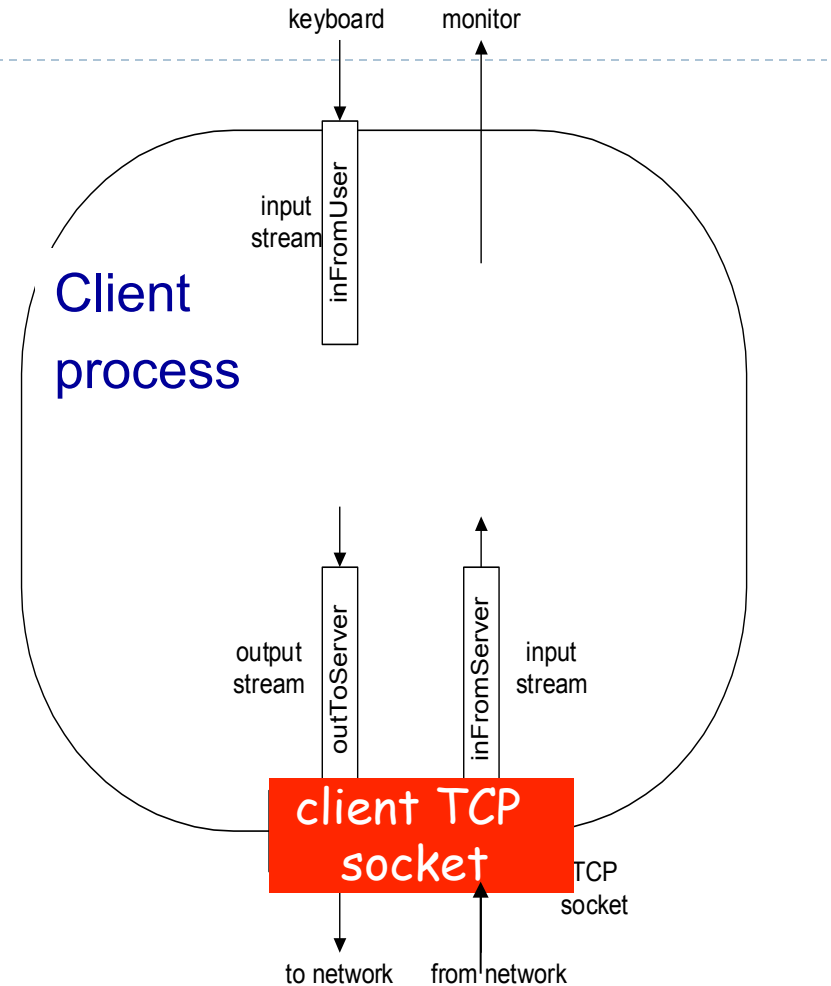 keyboard
monitor
input
stream
inFromUser
Client
process
output
stream
outToServer
inFromServer
input
stream
client TCP
socket
TCP
socket
to network
from network